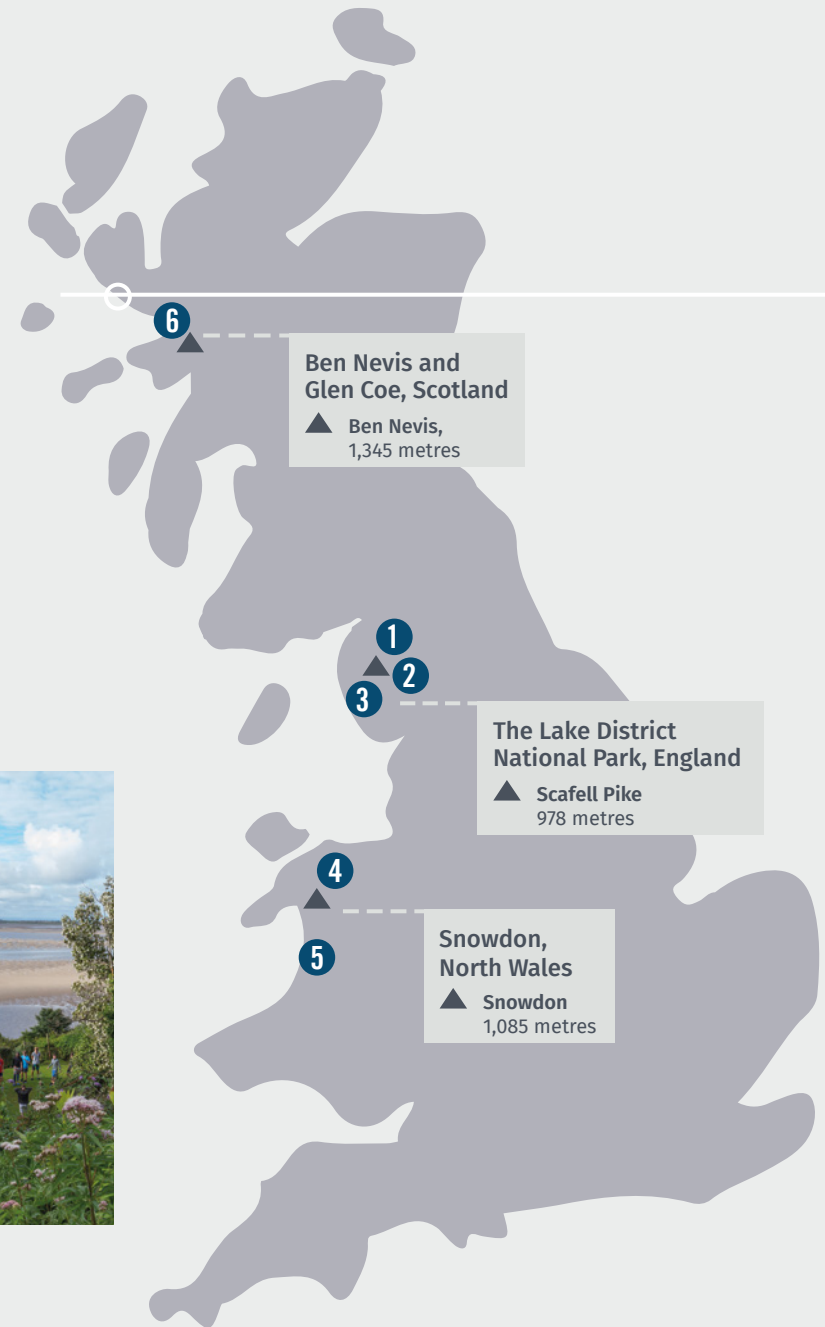 6
Ben Nevis and
Glen Coe, Scotland
Ben Nevis,
1,345 metres
1
2
3
The Lake District
National Park, England
Scafell Pike
978 metres
4
5
Snowdon,
North Wales
Snowdon
1,085 metres